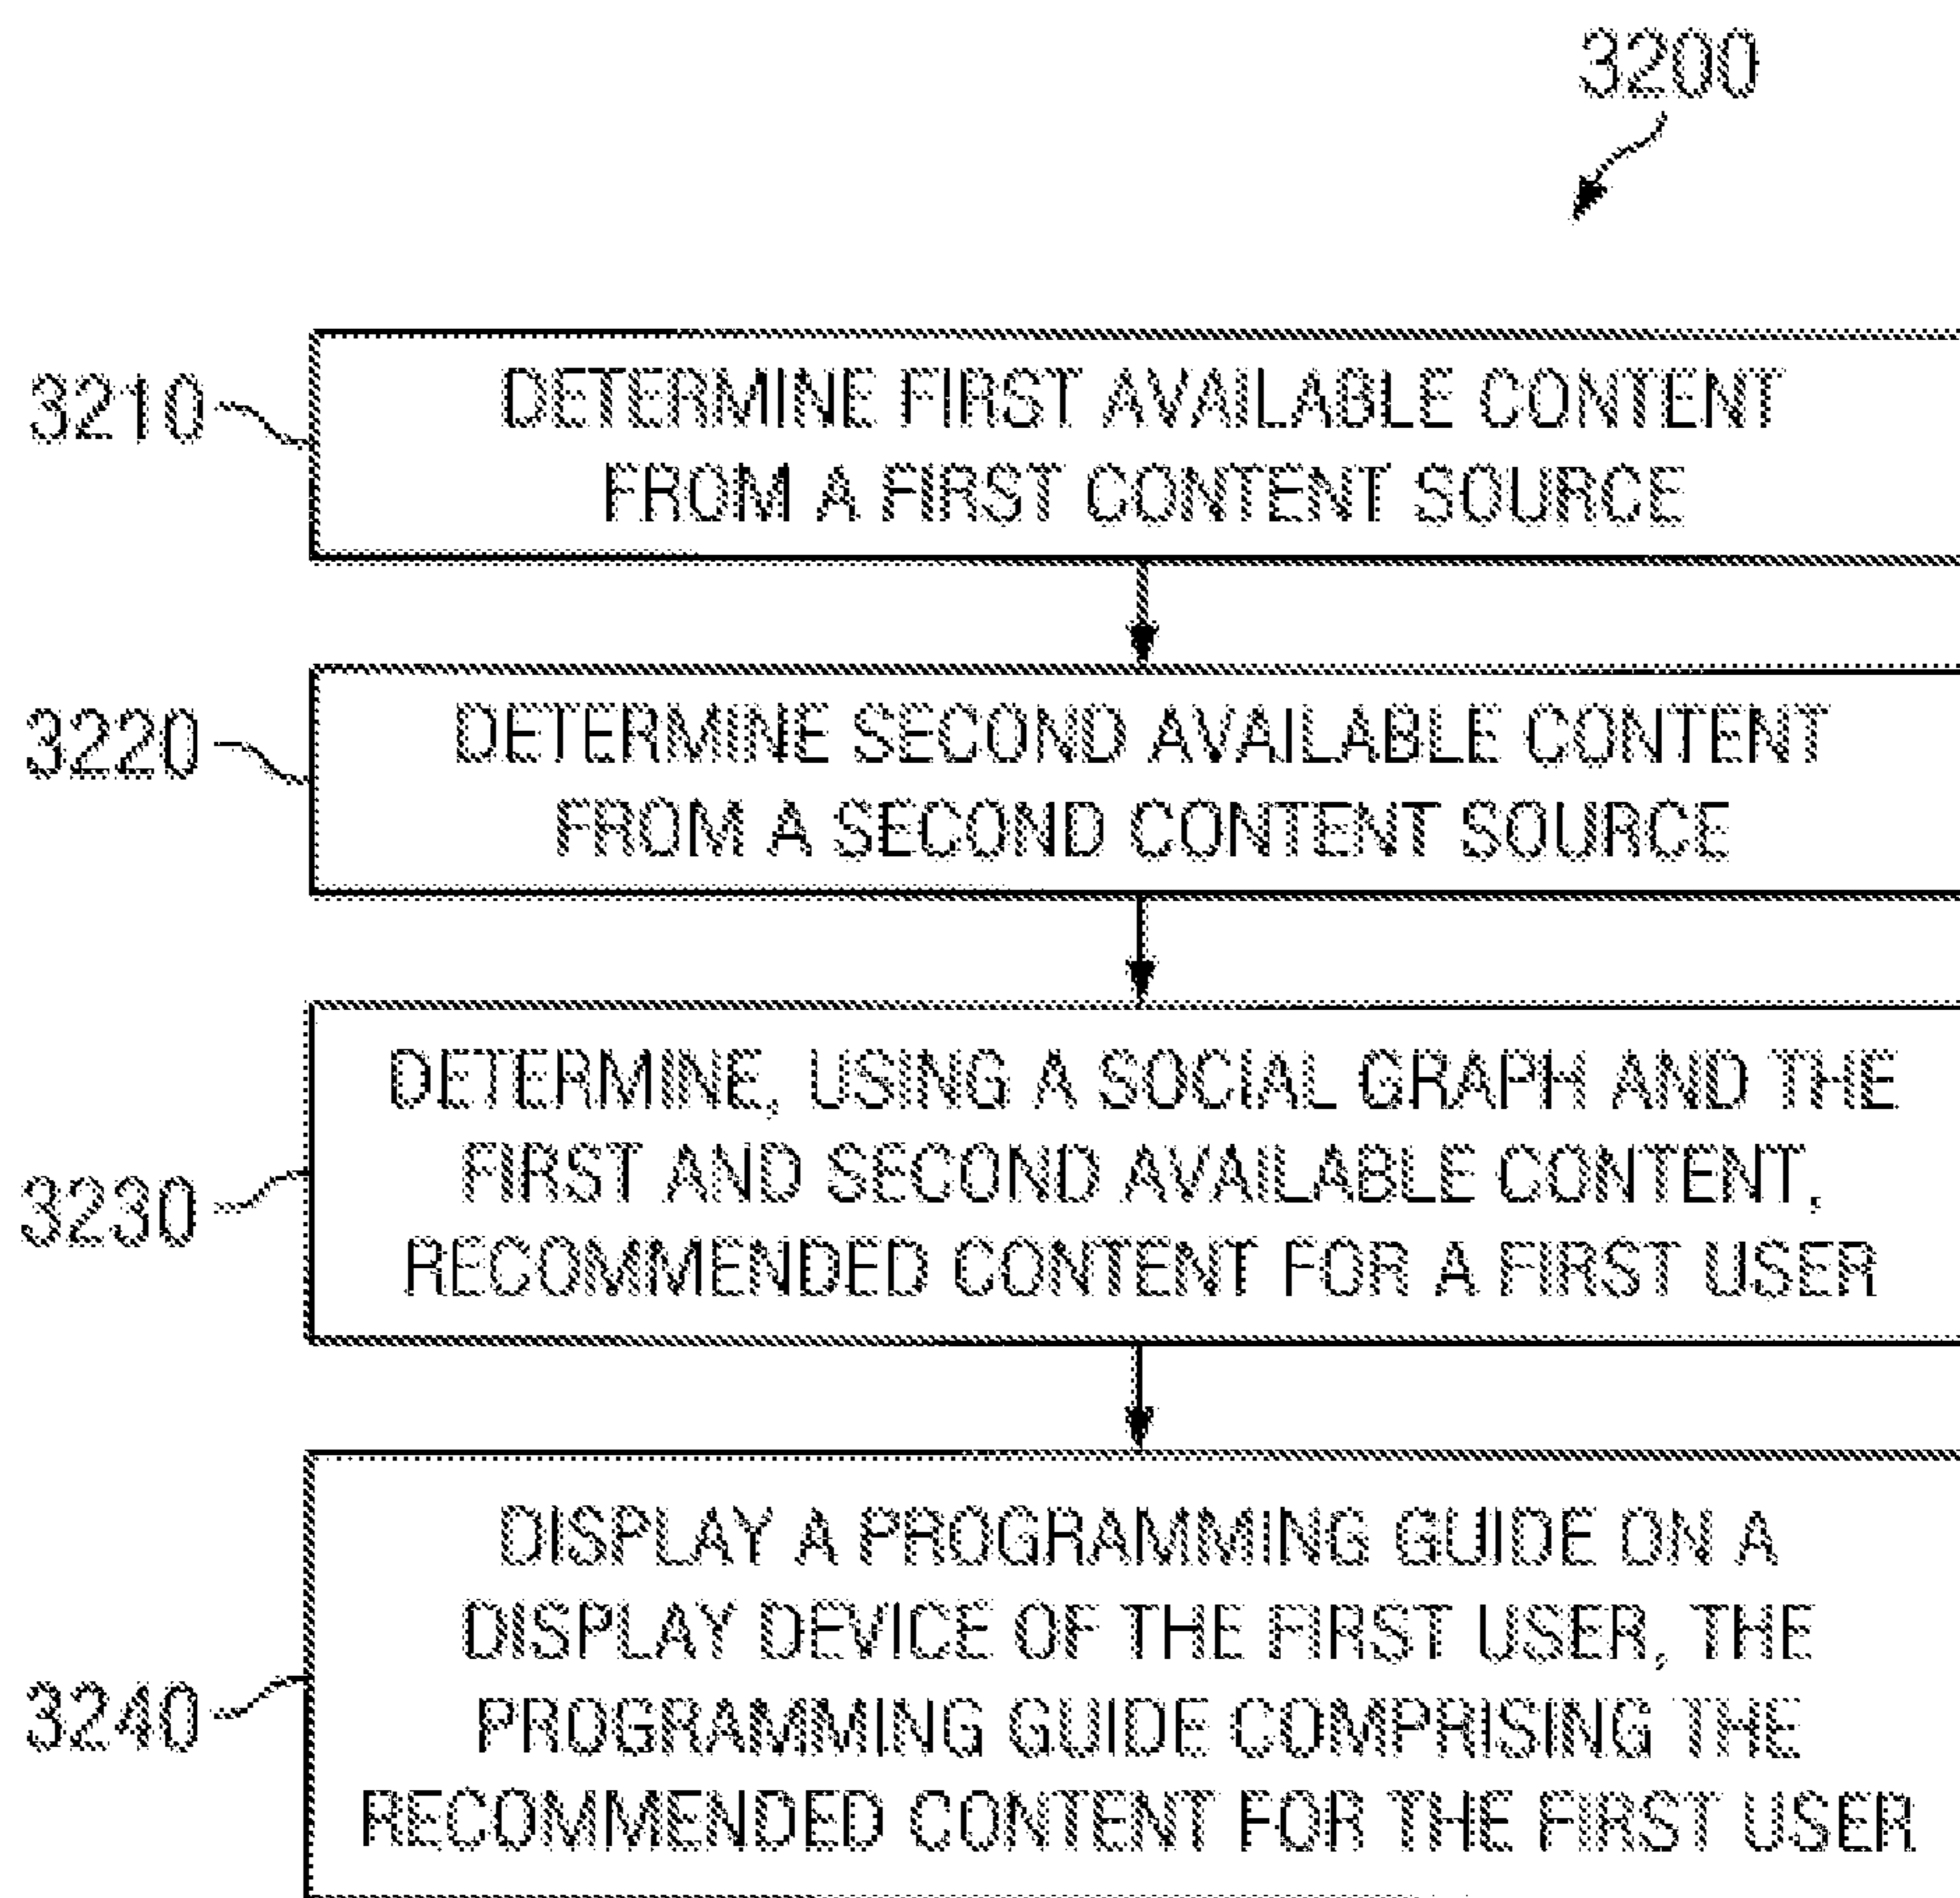 3200
3210
DETERMINE FIRST AVAILABLE CONTENT
FROM A FIRST CONTENT SOURCE
3220
DETERMINE SECOND AVAILABLE CONTENT
FROM A SECOND CONTENT SOURCE
3230
DETERMINE, USING A SOCIAL GRAPH AND THE
FIRST AND SECOND AVAILABLE CONTENT,
RECOMMENDED CONTENT FOR A FIRST USER
3240
DISPLAY A PROGRAMMING GUIDE ON A
DISPLAY DEVICE OF THE FIRST USER, THE
PROGRAMMING GUIDE COMPRISING THE
RECOMMENDED CONTENT FOR THE FIRST USER